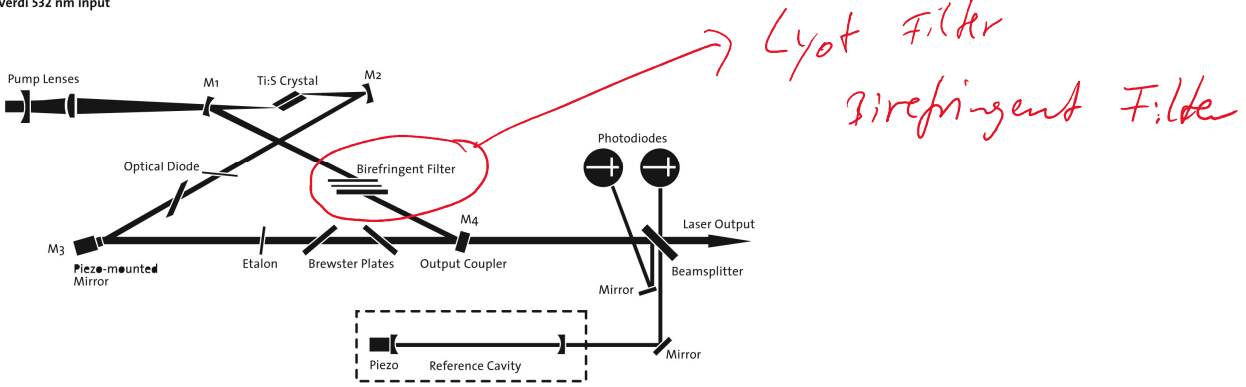 Verdi 532 nm input
Lyot Filter
Birefringent Filter
Pump Lenses
M1
Ti:S Crystal
M2
Photodiodes
Optical Diode
Birefringent Filter
M4
Laser Output
M3
Piezo-mounted
Mirror
Etalon
Brewster Plates
Output Coupler
Beamsplitter
Mirror
Piezo
Reference Cavity
Mirror